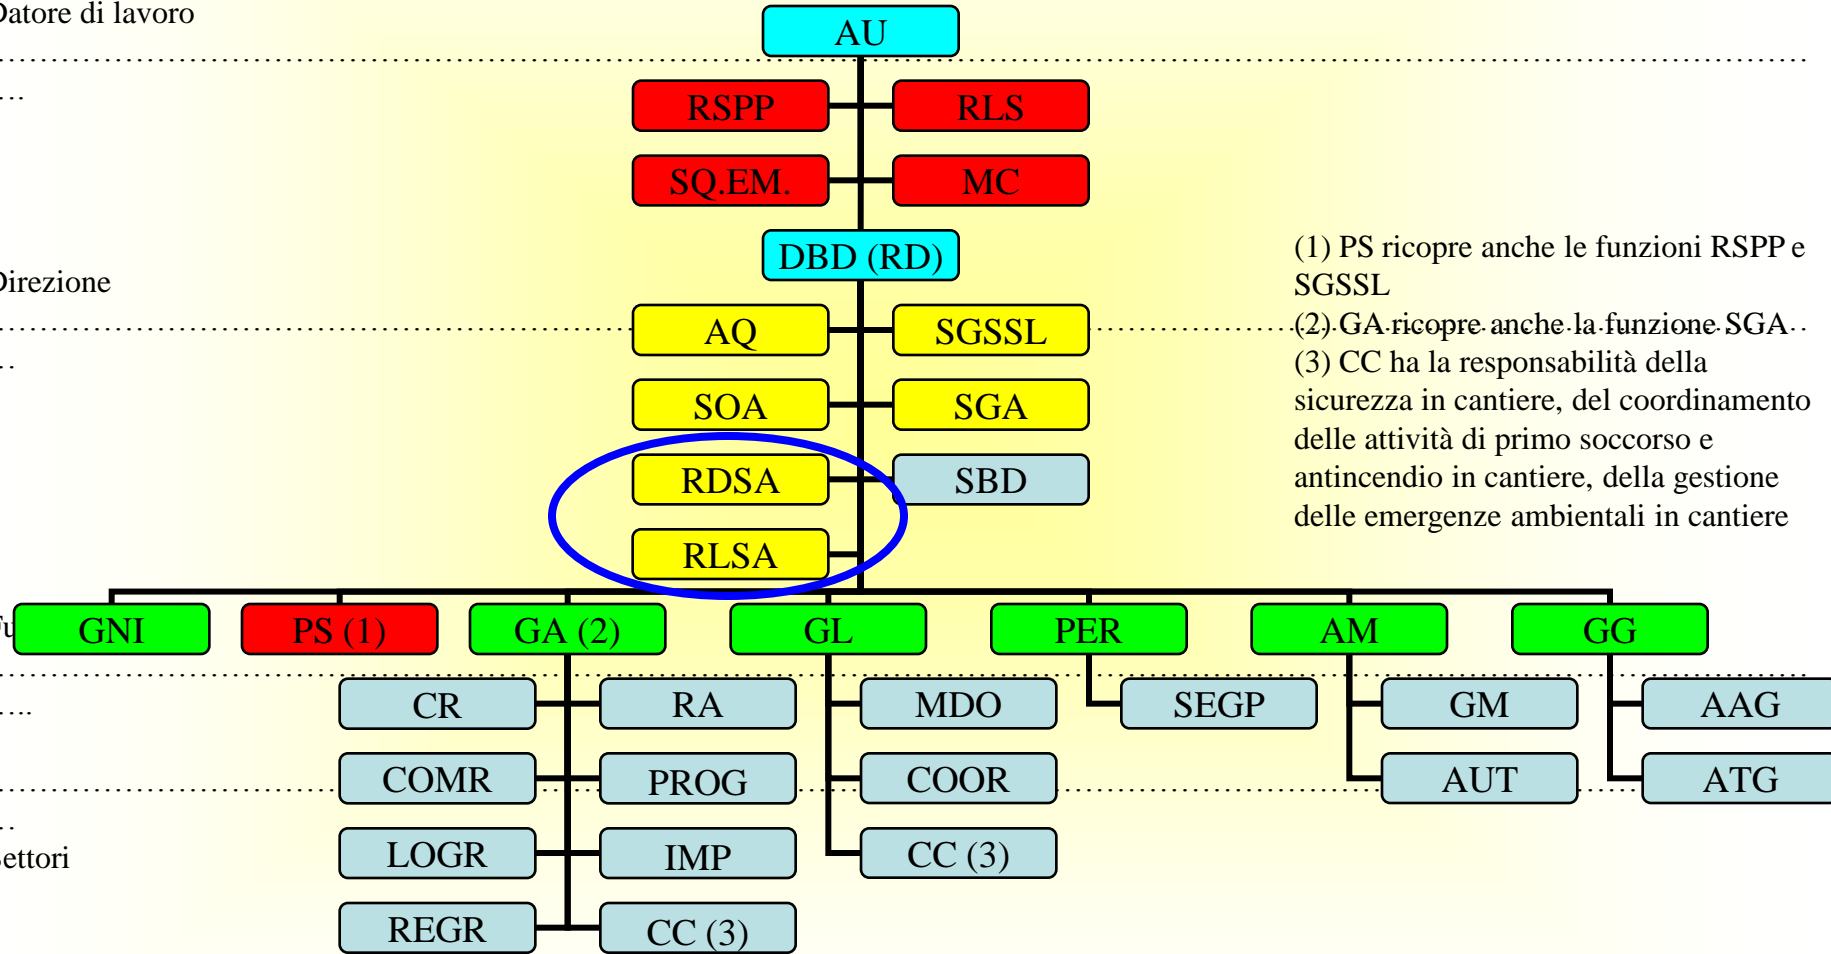 Datore di lavoro
AU
RSPP
RLS
SQ.EM.
MC
DBD (RD)
Direzione
AQ
SGSSL
SOA
SGA
RDSA
SBD
RLSA
(1) PS ricopre anche le funzioni RSPP e
SGSSL
(2) GA ricopre anche la funzione SGA
(3) CC ha la responsabilità della
sicurezza in cantiere, del coordinamento
delle attività di primo soccorso e
antincendio in cantiere, della gestione
delle emergenze ambientali in cantiere
GNI
PS (1)
GA (2)
GL
PER
AM
GG
CR
RA
MDO
SEGP
GM
AAG
COMR
PROG
COOR
AUT
ATG
Settori
LOGR
IMP
CC (3)
REGR
CC (3)